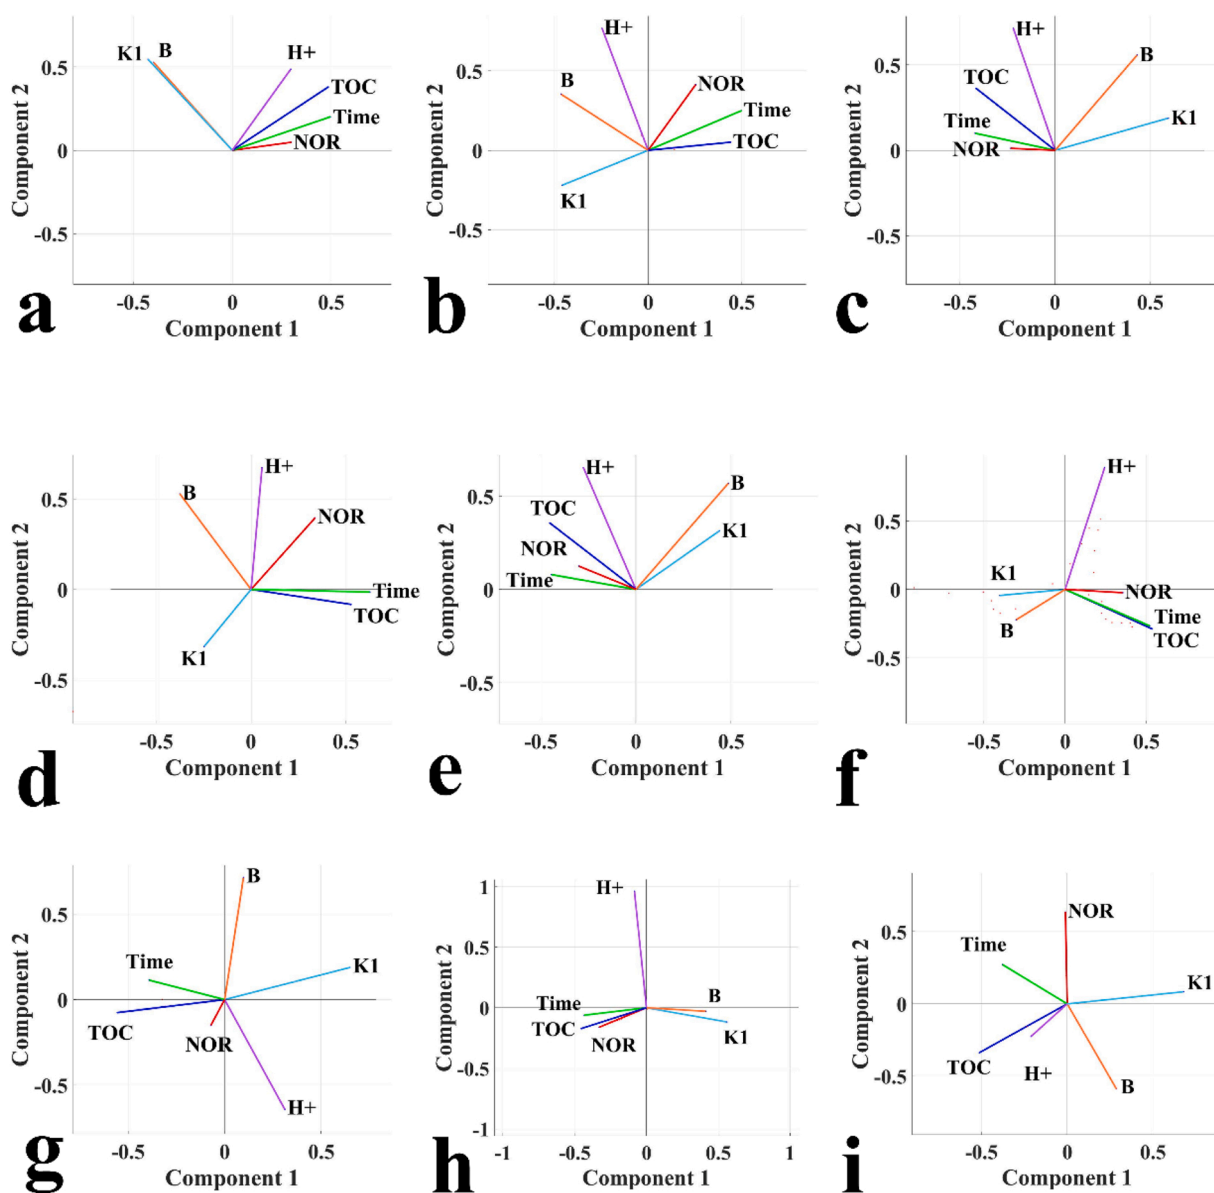 K1 B H+
0.5
TOC
Time
NOR
0
-0.5
-0.5 0 0.5
Component 1
Component 2
a
H+
0.5
B
NOR
Time
TOC
0
K1
-0.5
-0.5 0 0.5
Component 1
Component 2
b
H+
B
0.5
TOC
K1
Time
NOR
0
-0.5
-0.5 0 0.5
Component 1
Component 2
c
H+
B
0.5
NOR
0
Time
TOC
K1
-0.5
-0.5 0 0.5
Component 1
Component 2
d
H+
B
0.5
TOC
K1
NOR
Time
0
-0.5
-0.5 0 0.5
Component 1
Component 2
e
H+
0.5
K1
0
NOR
Time
B
TOC
-0.5
-0.5 0 0.5
Component 1
Component 2
f
B
0.5
Time
K1
0
TOC
NOR
-0.5
H+
-0.5 0 0.5
Component 1
Component 2
g
1
H+
0.5
Time
B
0
TOC
NOR
K1
-0.5
-1
-1 -0.5 0 0.5 1
Component 1
Component 2
h
NOR
0.5
Time
K1
0
TOC
H+
-0.5
B
-0.5 0 0.5
Component 1
Component 2
i